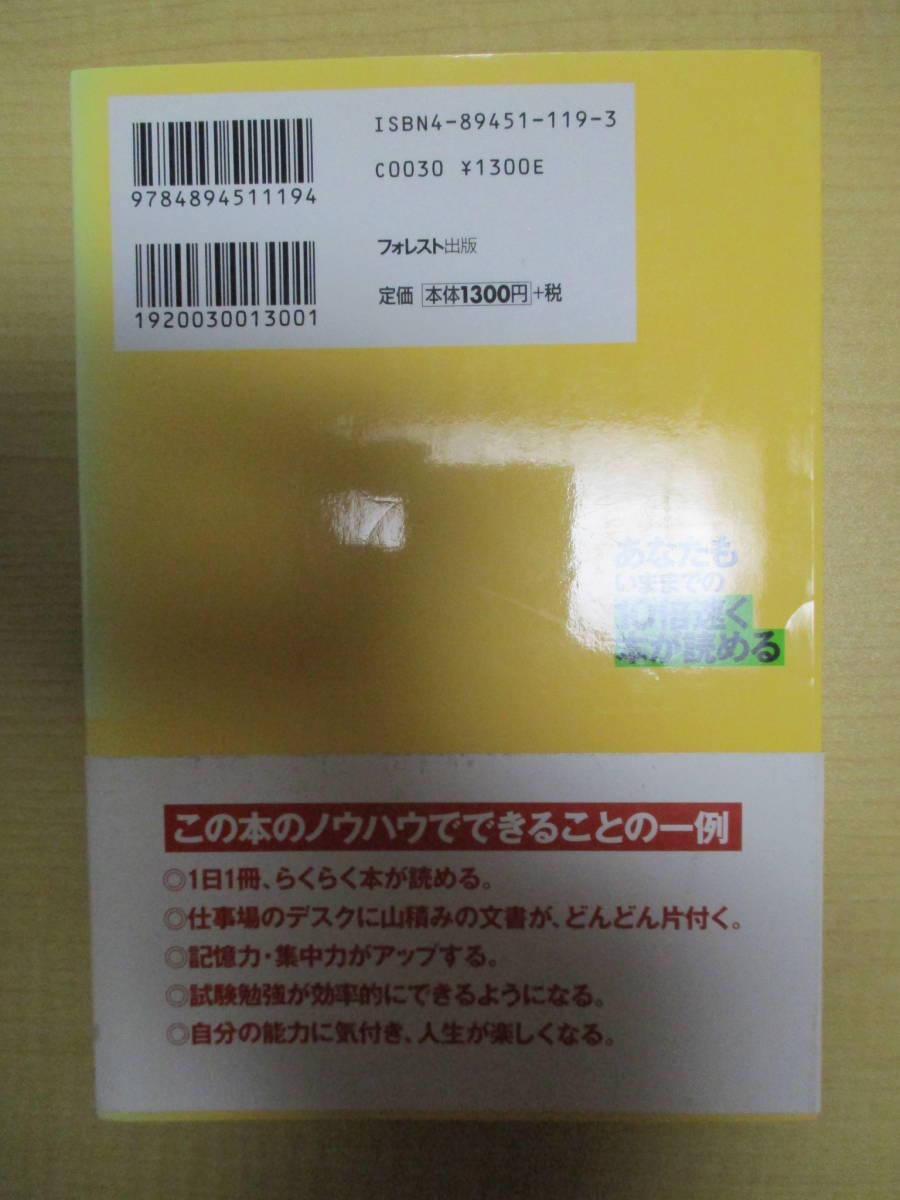 ISBN4-89451-119-3
C0030 ¥1300E
9784894511194
フォレスト出版
定価 本体1300円+税
1920030013001
あなたも
いままでの
10倍速く
本が読める
この本のノウハウでできることの一例
◎1日1冊、らくらく本が読める。
◎仕事場のデスクに山積みの文書が、どんどん片付く。
◎記憶力・集中力がアップする。
◎試験勉強が効率的にできるようになる。
◎自分の能力に気付き、人生が楽しくなる。